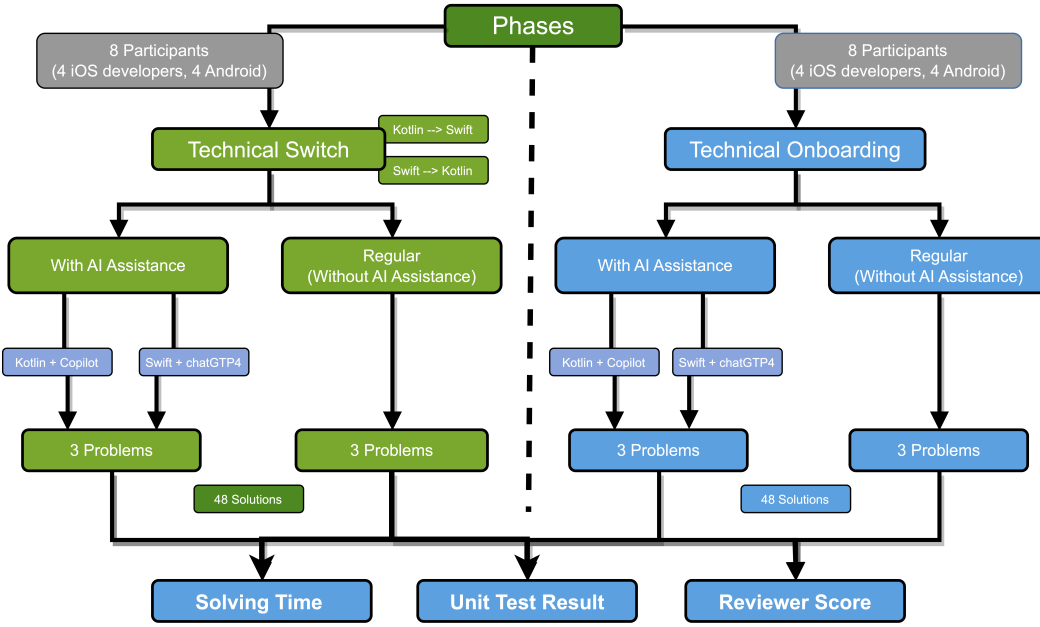 Phases
8 Participants
(4 iOS developers, 4 Android)
8 Participants
(4 iOS developers, 4 Android)
Kotlin --> Swift
Technical Switch
Swift --> Kotlin
Technical Onboarding
With AI Assistance
Regular
(Without AI Assistance)
With AI Assistance
Regular
(Without AI Assistance)
Kotlin + Copilot
Swift + chatGTP4
Kotlin + Copilot
Swift + chatGTP4
3 Problems
3 Problems
3 Problems
3 Problems
48 Solutions
48 Solutions
Solving Time
Unit Test Result
Reviewer Score